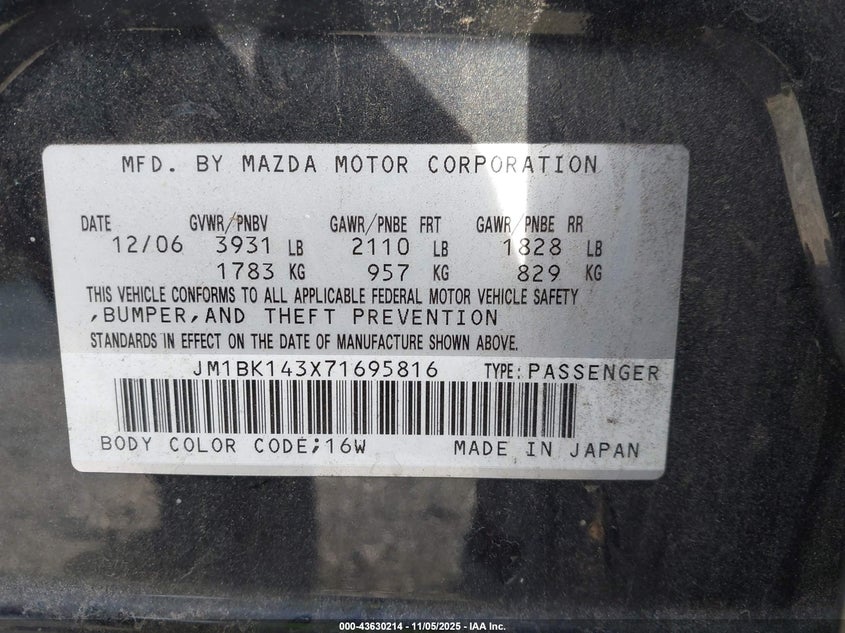 MFD. BY MAZDA MOTOR CORPORATION
DATE GVWR/PNBV GAWR/PNBE FRT GAWR/PNBE RR
12/06 3931 LB 2110 LB 1828 LB
1783 KG 957 KG 829 KG
THIS VEHICLE CONFORMS TO ALL APPLICABLE FEDERAL MOTOR VEHICLE SAFETY
,BUMPER,AND THEFT PREVENTION
STANDARDS IN EFFECT ON THE DATE OF MANUFACTURE SHOWN ABOVE.
JM1BK143X71695816 TYPE: PASSENGER
BODY COLOR CODE;16W MADE IN JAPAN
000-43630214 - 11/05/2025 - IAA Inc.